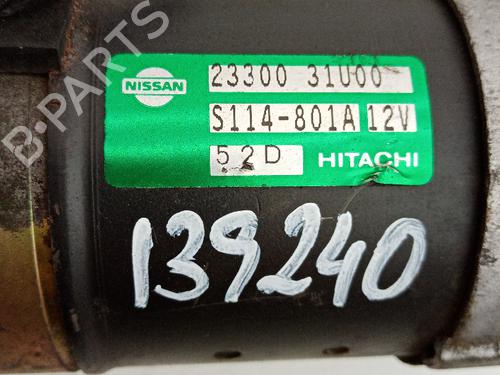 B-PARTS
NISSAN
23300 31U00
S114-801A 12V
52D HITACHI
139240